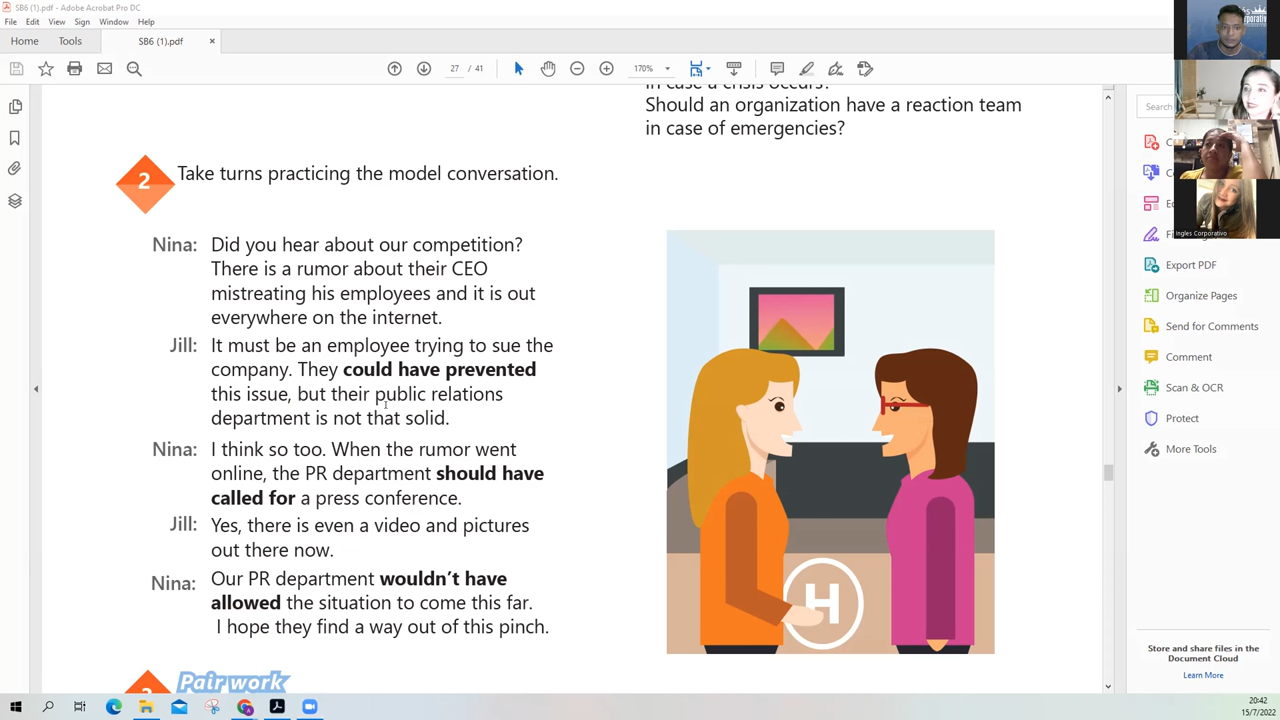 SB6 (1).pdf - Adobe Acrobat Pro DC
File Edit View Sign Window Help
Home Tools SB6 (1).pdf ×
27 / 41 170%
Search
in case a crisis occurs?
Should an organization have a reaction team
in case of emergencies?
2 Take turns practicing the model conversation.
Nina: Did you hear about our competition?
There is a rumor about their CEO
mistreating his employees and it is out
everywhere on the internet.
Jill: It must be an employee trying to sue the
company. They could have prevented
this issue, but their public relations
department is not that solid.
Nina: I think so too. When the rumor went
online, the PR department should have
called for a press conference.
Jill: Yes, there is even a video and pictures
out there now.
Nina: Our PR department wouldn't have
allowed the situation to come this far.
I hope they find a way out of this pinch.
H
Pair work
Ingles Corporativo
Export PDF
Organize Pages
Send for Comments
Comment
Scan & OCR
Protect
More Tools
Store and share files in the
Document Cloud
Learn More
20:42
15/7/2022